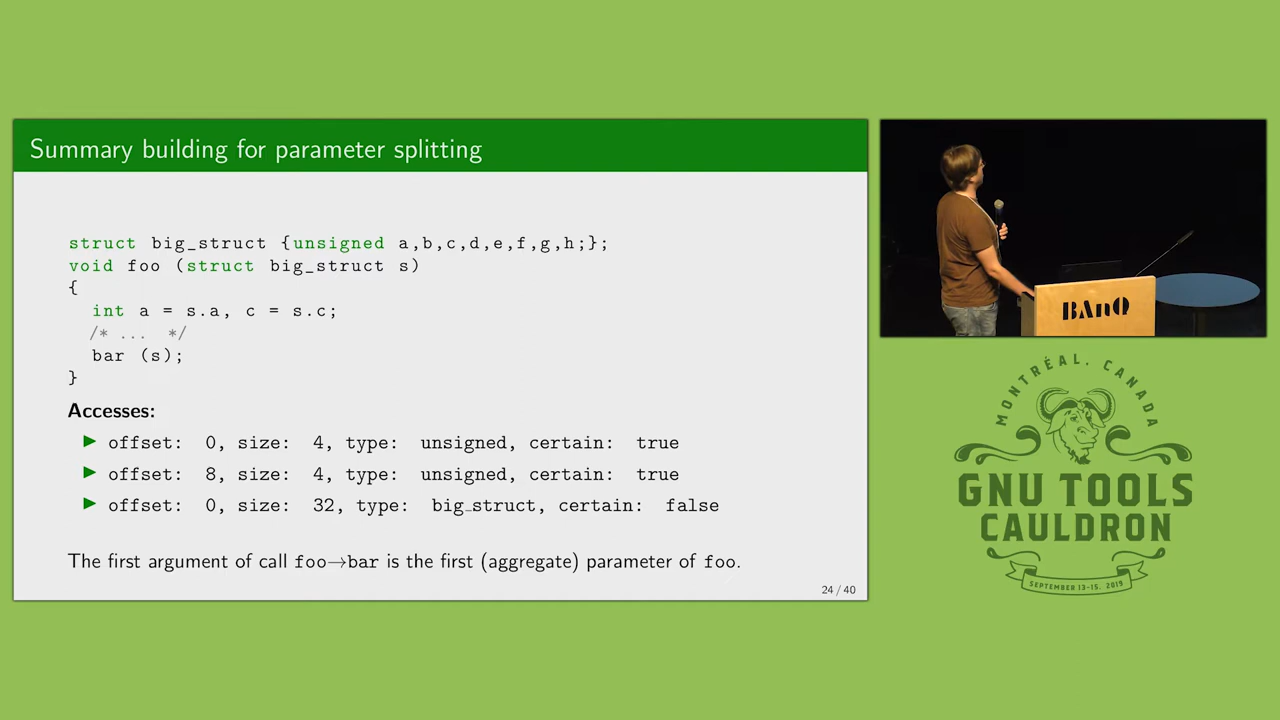 Summary building for parameter splitting
struct big_struct {unsigned a,b,c,d,e,f,g,h;};
void foo (struct big_struct s)
{
int a = s.a, c = s.c;
/* ... */
bar (s);
}
Accesses:
▶ offset: 0, size: 4, type: unsigned, certain: true
▶ offset: 8, size: 4, type: unsigned, certain: true
▶ offset: 0, size: 32, type: big_struct, certain: false
The first argument of call foo→bar is the first (aggregate) parameter of foo.
24 / 40
BAnQ
MONTRÉAL, CANADA
GNU TOOLS
CAULDRON
SEPTEMBER 13-15, 2019